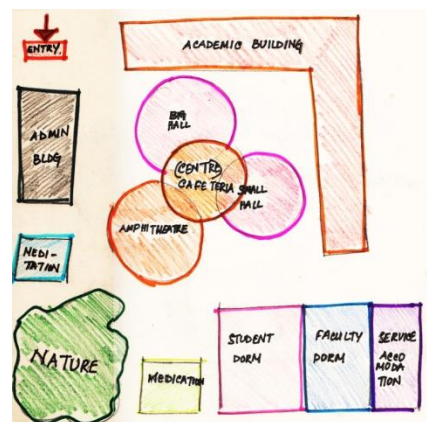 ENTRY.
ACADEMIC BUILDING
BIG
HALL
ADMIN
BLDG
CENTRE
CAFETERIA
SMALL
HALL
AMPHITHEATRE
MEDI-
TATION
NATURE
MEDICATION
STUDENT
DORM
FACULTY
DORM
SERVICE
ACCO
MODA
TION